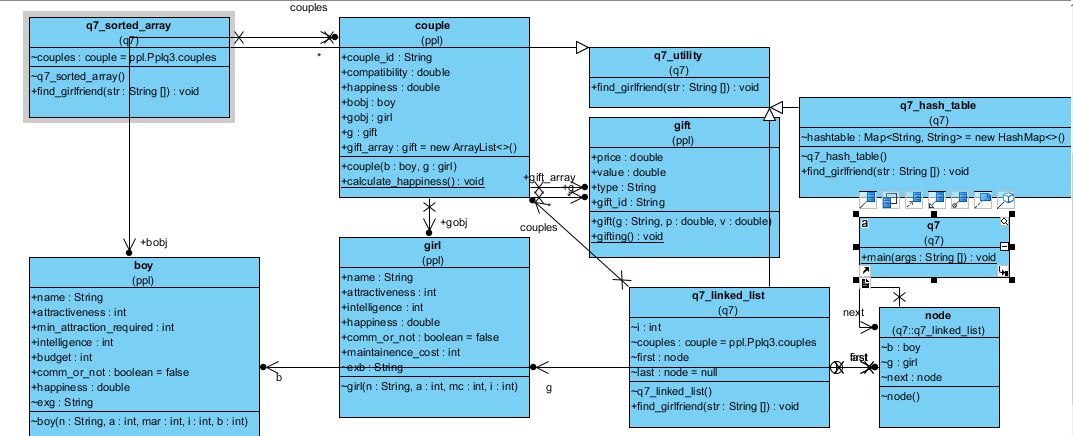 couples
q7_sorted_array
(q7)
~couples : couple = ppl.Pplq3.couples
~q7_sorted_array()
+find_girlfriend(str : String []) : void
*
couple
(ppl)
+couple_id : String
+compatibility : double
+happiness : double
+bobj : boy
+gobj : girl
+g : gift
+gift_array : gift = new ArrayList<>()
+couple(b : boy, g : girl)
+calculate_happiness() : void
q7_utility
(q7)
+find_girlfriend(str : String []) : void
q7_hash_table
(q7)
~hashtable : Map<String, String> = new HashMap<>()
~q7_hash_table()
+find_girlfriend(str : String []) : void
gift
(ppl)
+price : double
+value : double
+type : String
+gift_id : String
+gift(g : String, p : double, v : double)
+gifting() : void
+gift_array
+g
*
couples
+gobj
+bobj
a
q7
(q7)
+main(args : String []) : void
boy
(ppl)
+name : String
+attractiveness : int
+min_attraction_required : int
+intelligence : int
+budget : int
+comm_or_not : boolean = false
+happiness : double
~exg : String
~boy(n : String, a : int, mar : int, i : int, b : int)
girl
(ppl)
+name : String
+attractiveness : int
+intelligence : int
+happiness : double
+comm_or_not : boolean = false
+maintainence_cost : int
~exb : String
~girl(n : String, a : int, mc : int, i : int)
b
g
q7_linked_list
(q7)
~i : int
~couples : couple = ppl.Pplq3.couples
~first : node
~last : node = null
~q7_linked_list()
+find_girlfriend(str : String []) : void
next
first
node
(q7::q7_linked_list)
~b : boy
~g : girl
~next : node
~node()